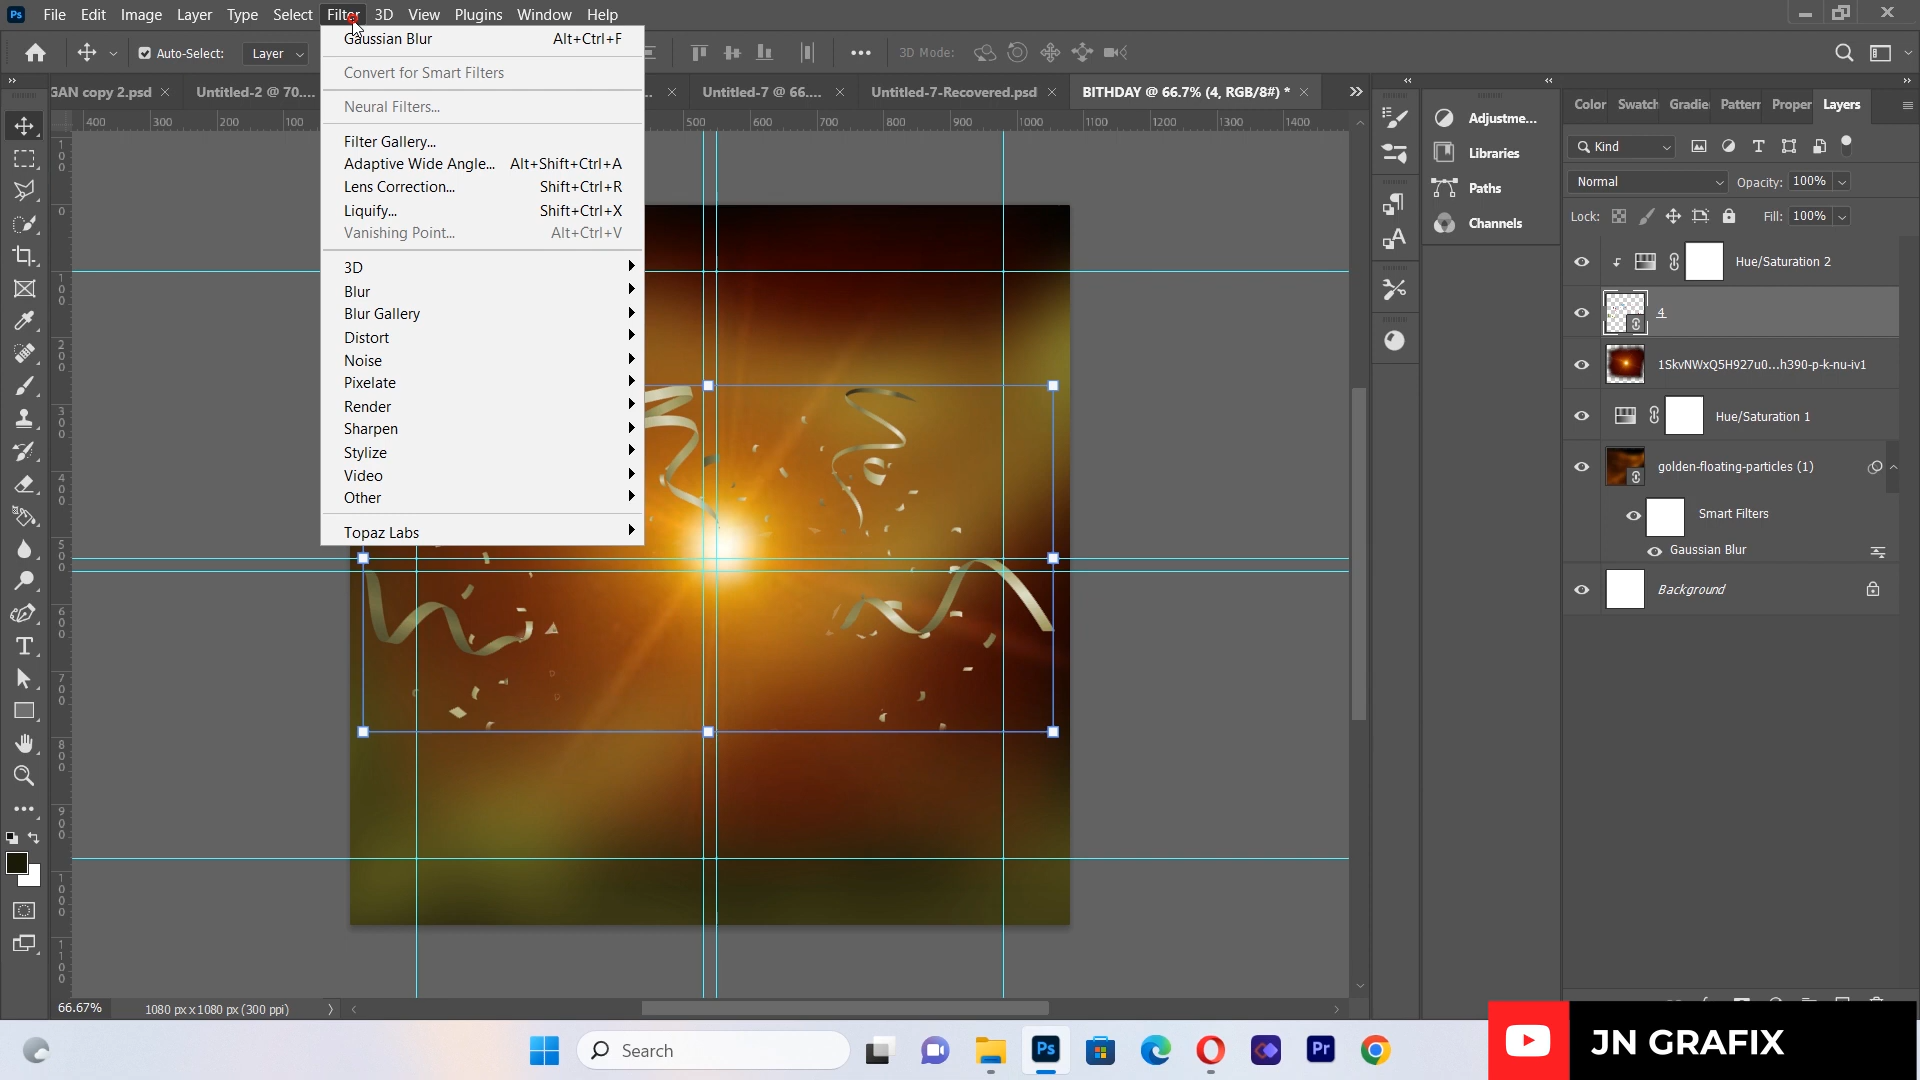 Ps File Edit Image Layer Type Select Filter 3D View Plugins Window Help
Auto-Select: Layer 3D Mode:
GAN copy 2.psd Untitled-2 @ 70.... Untitled-7 @ 66.... Untitled-7-Recovered.psd BITHDAY @ 66.7% (4, RGB/8#) *
400 300 200 100 500 600 700 800 900 1000 1100 1200 1300 1400
Gaussian Blur Alt+Ctrl+F
Convert for Smart Filters
Neural Filters...
Filter Gallery...
Adaptive Wide Angle... Alt+Shift+Ctrl+A
Lens Correction... Shift+Ctrl+R
Liquify... Shift+Ctrl+X
Vanishing Point... Alt+Ctrl+V
3D
Blur
Blur Gallery
Distort
Noise
Pixelate
Render
Sharpen
Stylize
Video
Other
Topaz Labs
Adjustme...
Libraries
Paths
Channels
Color Swatch Gradie Pattern Proper Layers
Kind
Normal Opacity: 100%
Lock: Fill: 100%
Hue/Saturation 2
4
1SkvNWxQ5H927u0...h390-p-k-nu-iv1
Hue/Saturation 1
golden-floating-particles (1)
Smart Filters
Gaussian Blur
Background
66.67% 1080 px x 1080 px (300 ppi)
Search Ps Pr
JN GRAFIX